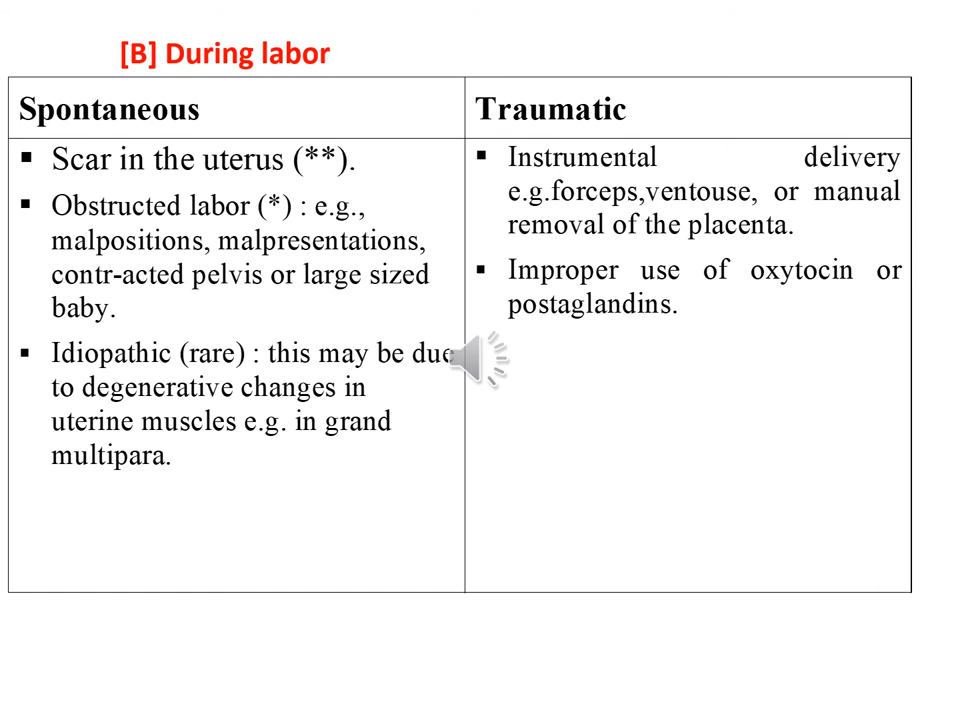 [B] During labor
Spontaneous
▪ Scar in the uterus (**).
▪ Obstructed labor (*) : e.g.,
malpositions, malpresentations,
contr-acted pelvis or large sized
baby.
▪ Idiopathic (rare) : this may be due
to degenerative changes in
uterine muscles e.g. in grand
multipara.
Traumatic
▪ Instrumental delivery
e.g.forceps,ventouse, or manual
removal of the placenta.
▪ Improper use of oxytocin or
postaglandins.